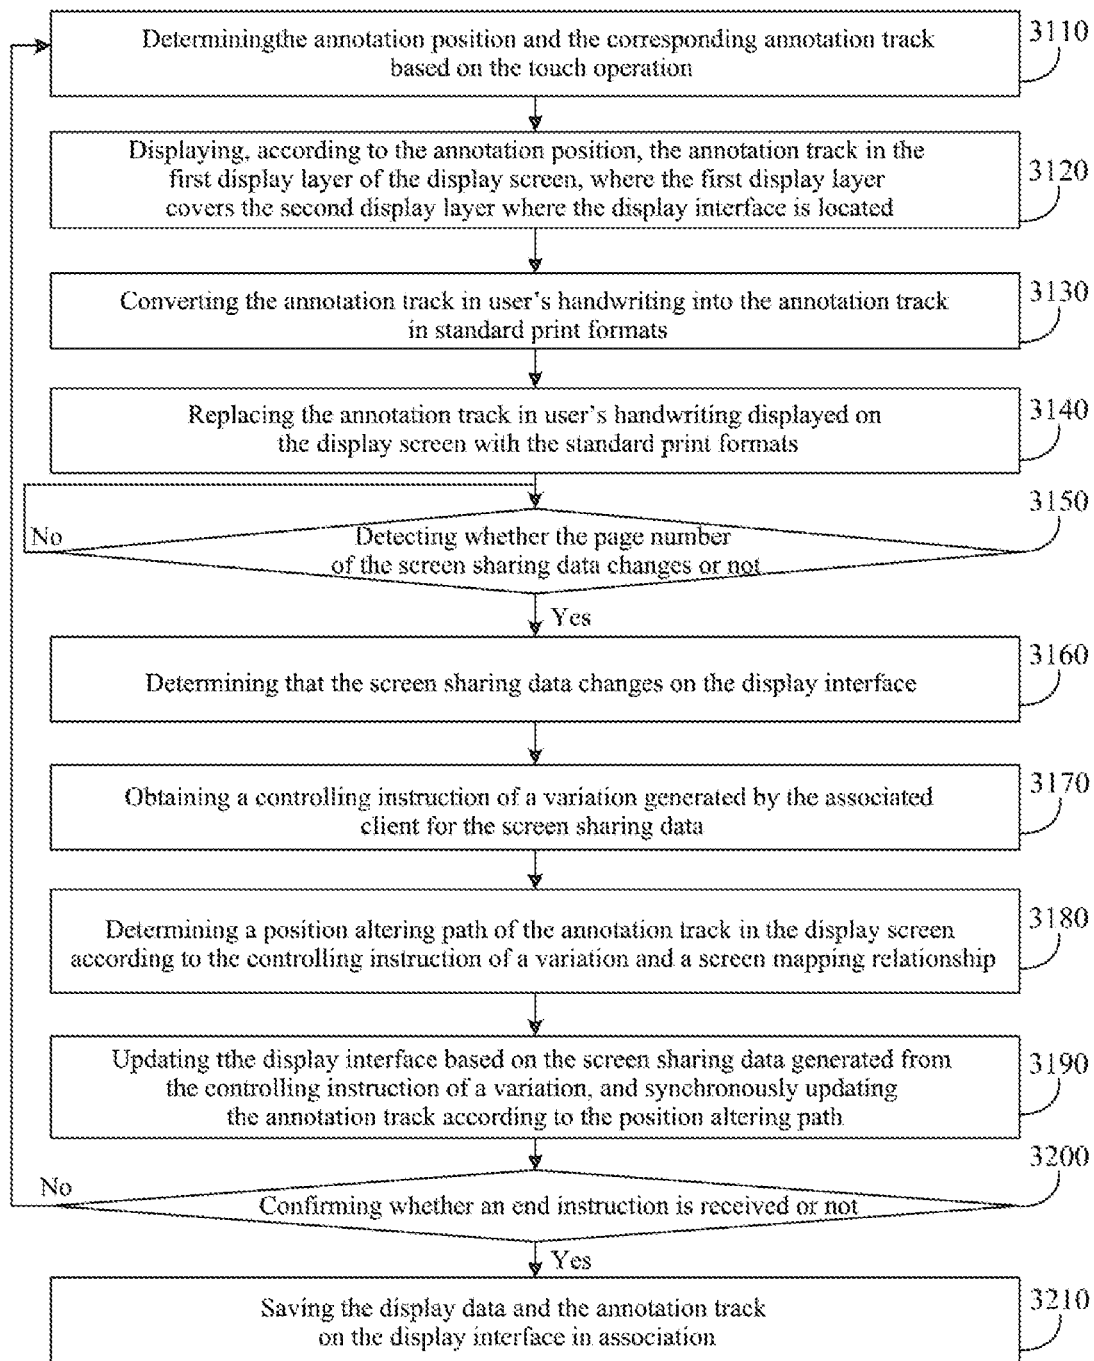 Determiningthe annotation position and the corresponding annotation track
based on the touch operation
3110
Displaying, according to the annotation position, the annotation track in the
first display layer of the display screen, where the first display layer
covers the second display layer where the display interface is located
3120
Converting the annotation track in user's handwriting into the annotation track
in standard print formats
3130
Replacing the annotation track in user's handwriting displayed on
the display screen with the standard print formats
3140
Detecting whether the page number
of the screen sharing data changes or not
3150
No
Yes
Determining that the screen sharing data changes on the display interface
3160
Obtaining a controlling instruction of a variation generated by the associated
client for the screen sharing data
3170
Determining a position altering path of the annotation track in the display screen
according to the controlling instruction of a variation and a screen mapping relationship
3180
Updating tthe display interface based on the screen sharing data generated from
the controlling instruction of a variation, and synchronously updating
the annotation track according to the position altering path
3190
Confirming whether an end instruction is received or not
3200
No
Yes
Saving the display data and the annotation track
on the display interface in association
3210